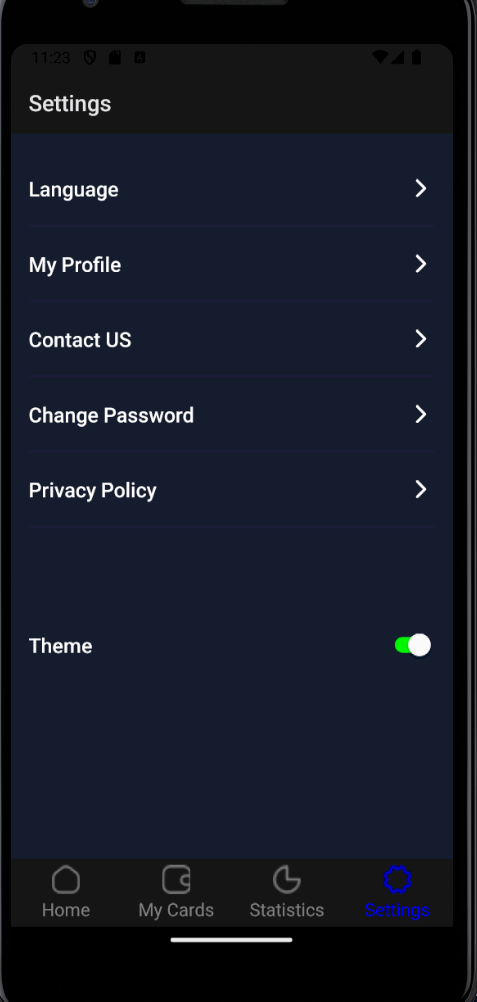 11:23
Settings
Language
My Profile
Contact US
Change Password
Privacy Policy
Theme
Home My Cards Statistics Settings